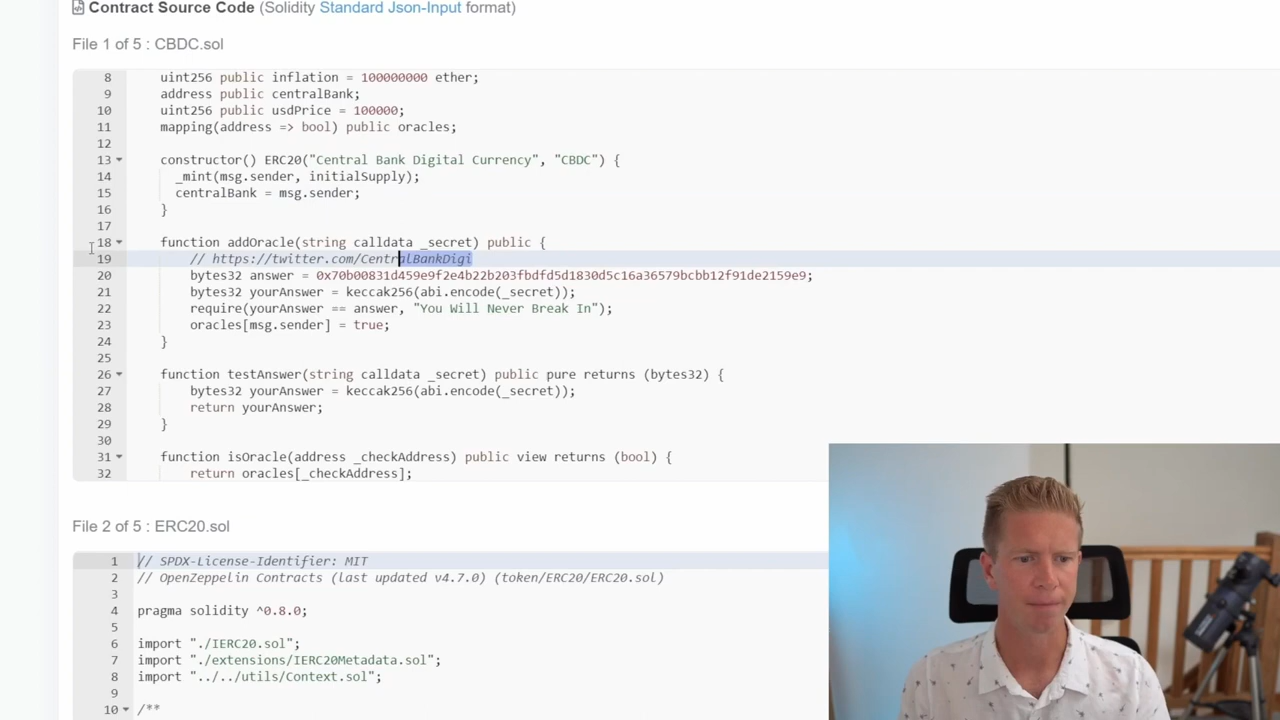 Contract Source Code (Solidity Standard Json-Input format)
File 1 of 5 : CBDC.sol
8 uint256 public inflation = 100000000 ether;
9 address public centralBank;
10 uint256 public usdPrice = 100000;
11 mapping(address => bool) public oracles;
12
13 constructor() ERC20("Central Bank Digital Currency", "CBDC") {
14 _mint(msg.sender, initialSupply);
15 centralBank = msg.sender;
16 }
17
18 function addOracle(string calldata _secret) public {
19 // https://twitter.com/CentralBankDigi
20 bytes32 answer = 0x70b00831d459e9f2e4b22b203fbdfd5d1830d5c16a36579bcbb12f91de2159e9;
21 bytes32 yourAnswer = keccak256(abi.encode(_secret));
22 require(yourAnswer == answer, "You Will Never Break In");
23 oracles[msg.sender] = true;
24 }
25
26 function testAnswer(string calldata _secret) public pure returns (bytes32) {
27 bytes32 yourAnswer = keccak256(abi.encode(_secret));
28 return yourAnswer;
29 }
30
31 function isOracle(address _checkAddress) public view returns (bool) {
32 return oracles[_checkAddress];
File 2 of 5 : ERC20.sol
1 // SPDX-License-Identifier: MIT
2 // OpenZeppelin Contracts (last updated v4.7.0) (token/ERC20/ERC20.sol)
3
4 pragma solidity ^0.8.0;
5
6 import "./IERC20.sol";
7 import "./extensions/IERC20Metadata.sol";
8 import "../../utils/Context.sol";
9
10 /**